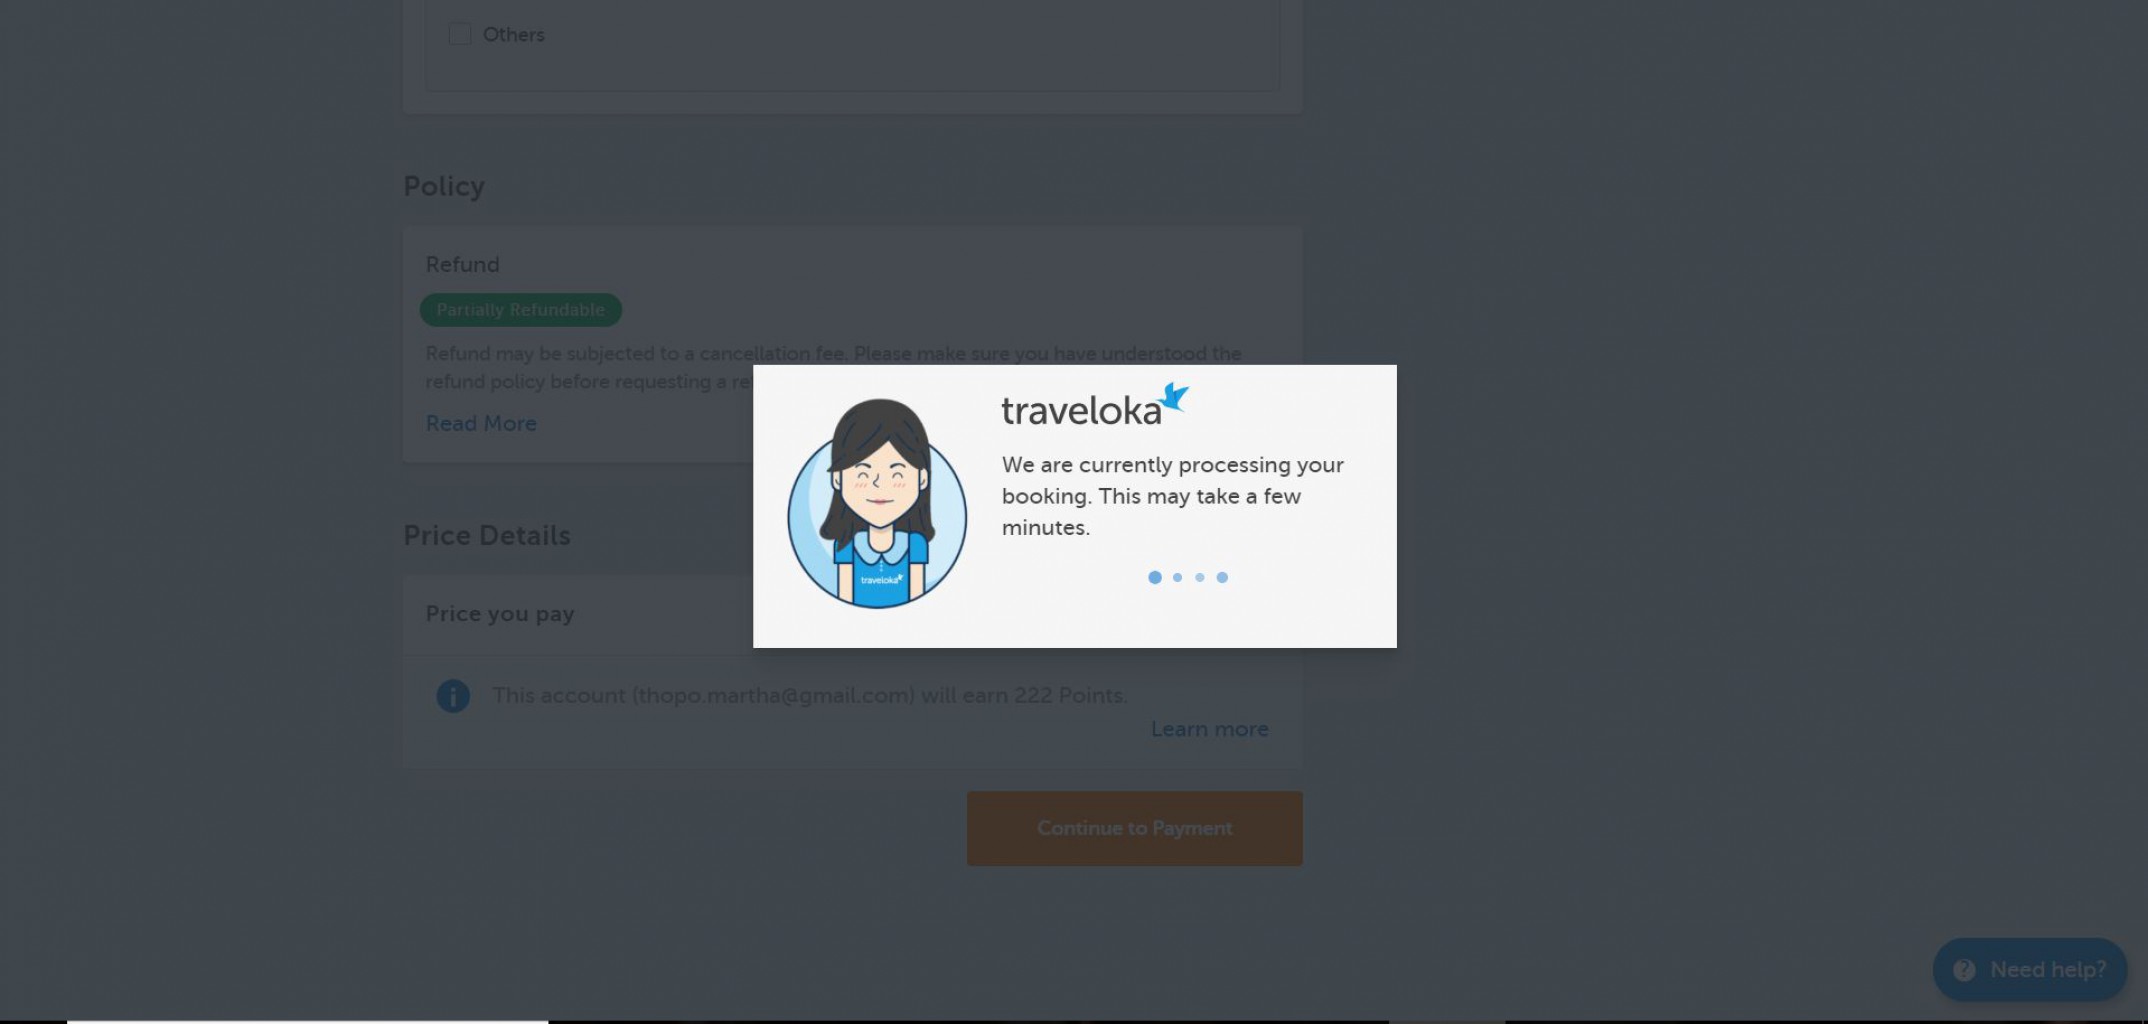 Others
Policy
Refund
Partially Refundable
Refund may be subjected to a cancellation fee. Please make sure you have understood the
refund policy before requesting a
Read More
traveloka
We are currently processing your
booking. This may take a few
minutes.
traveloka
Price Details
Price you pay
This account (thopo.martha@gmail.com) will earn 222 Points.
Learn more
Continue to Payment
Need help?